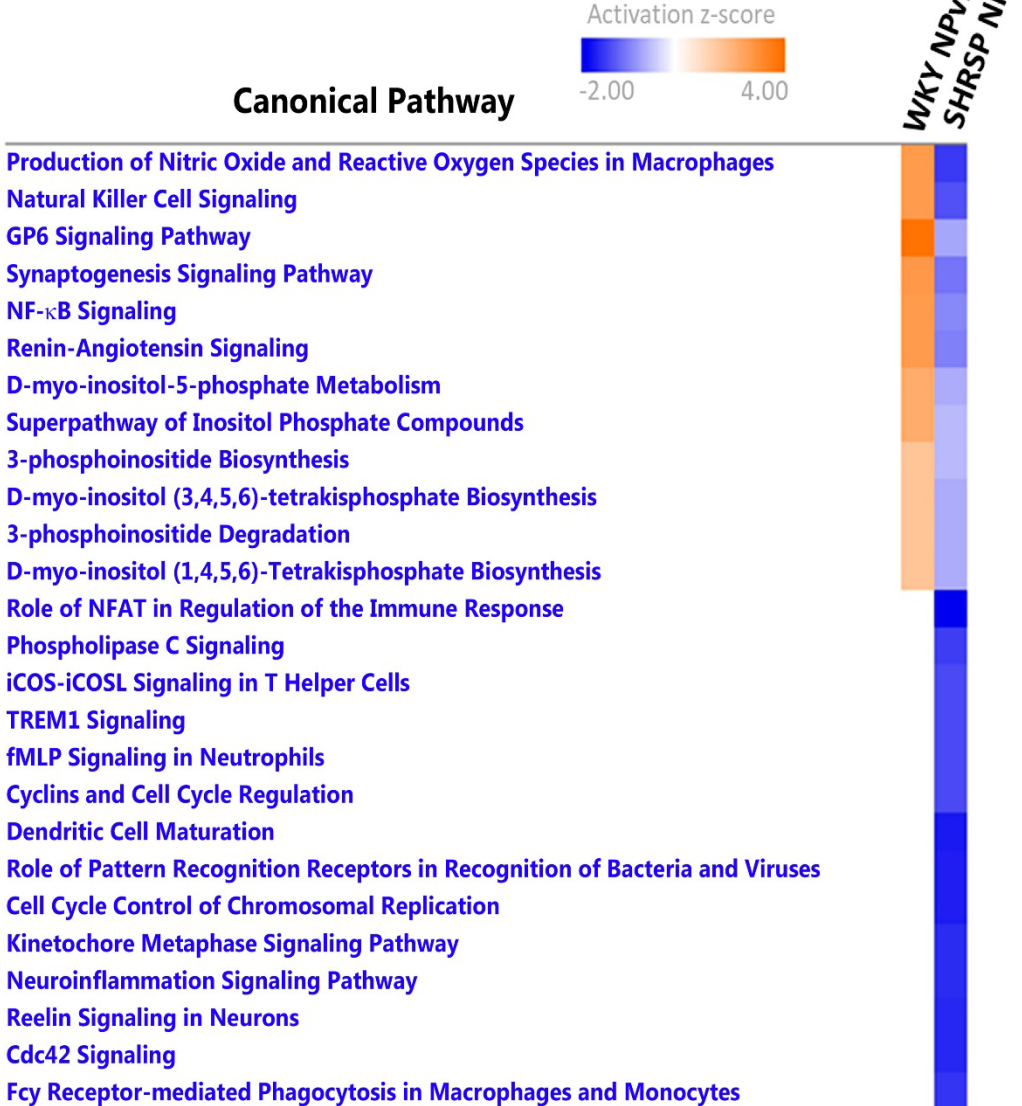 Activation z-score
-2.00 4.00
Canonical Pathway
WKY
SHRSP
Production of Nitric Oxide and Reactive Oxygen Species in Macrophages
Natural Killer Cell Signaling
GP6 Signaling Pathway
Synaptogenesis Signaling Pathway
NF-κB Signaling
Renin-Angiotensin Signaling
D-myo-inositol-5-phosphate Metabolism
Superpathway of Inositol Phosphate Compounds
3-phosphoinositide Biosynthesis
D-myo-inositol (3,4,5,6)-tetrakisphosphate Biosynthesis
3-phosphoinositide Degradation
D-myo-inositol (1,4,5,6)-Tetrakisphosphate Biosynthesis
Role of NFAT in Regulation of the Immune Response
Phospholipase C Signaling
iCOS-iCOSL Signaling in T Helper Cells
TREM1 Signaling
fMLP Signaling in Neutrophils
Cyclins and Cell Cycle Regulation
Dendritic Cell Maturation
Role of Pattern Recognition Receptors in Recognition of Bacteria and Viruses
Cell Cycle Control of Chromosomal Replication
Kinetochore Metaphase Signaling Pathway
Neuroinflammation Signaling Pathway
Reelin Signaling in Neurons
Cdc42 Signaling
Fcγ Receptor-mediated Phagocytosis in Macrophages and Monocytes